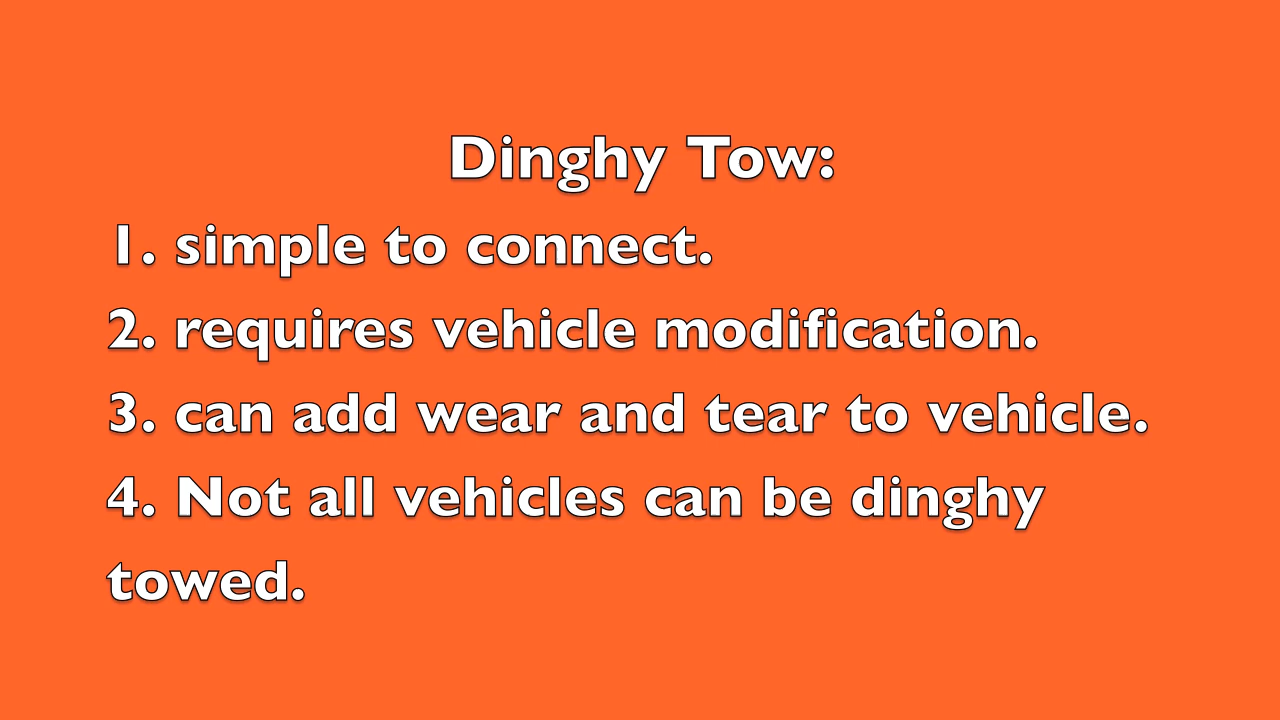 Dinghy Tow:
1. simple to connect.
2. requires vehicle modification.
3. can add wear and tear to vehicle.
4. Not all vehicles can be dinghy
towed.